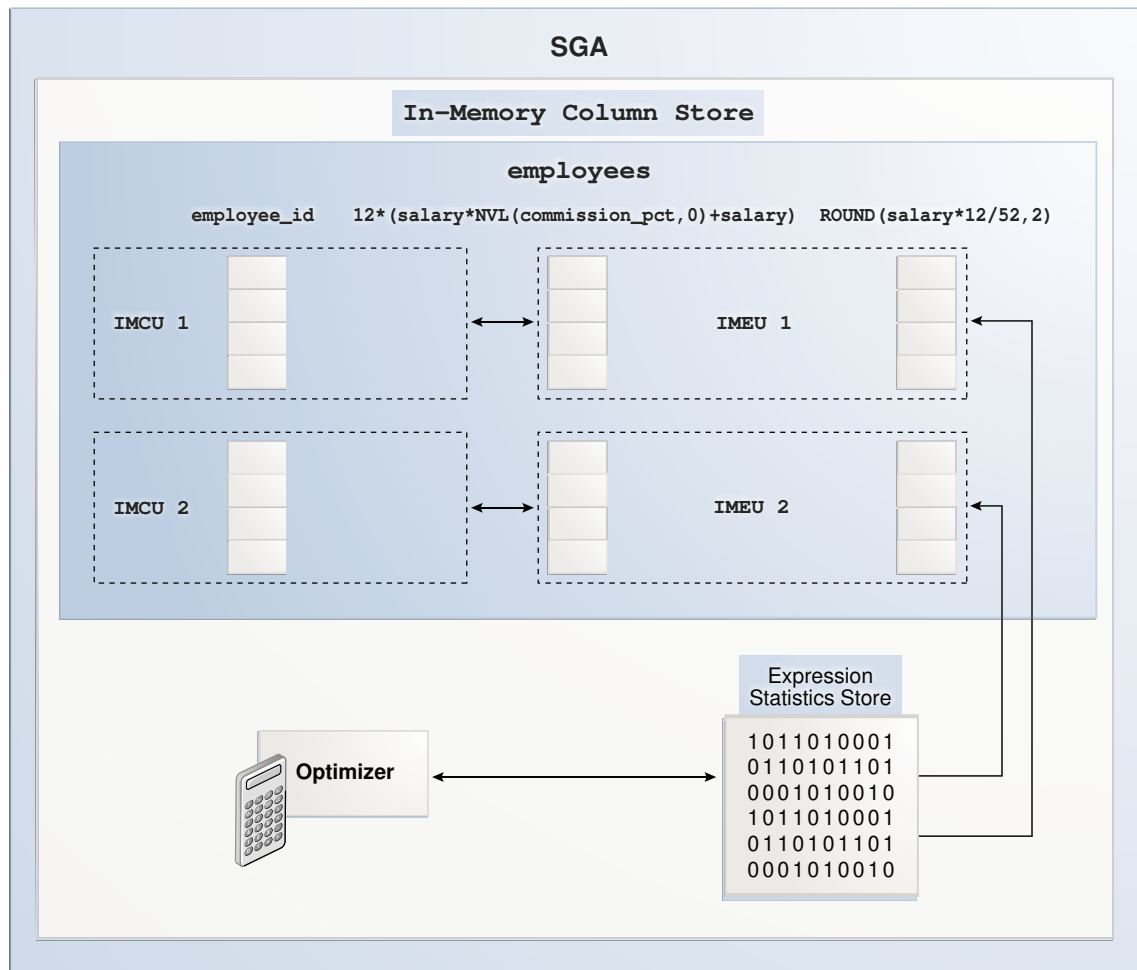 SGA
In-Memory Column Store
employees
employee_id
12*(salary*NVL(commission_pct,0)+salary)
ROUND(salary*12/52,2)
IMCU 1
IMEU 1
IMCU 2
IMEU 2
Expression
Statistics Store
Optimizer
1011010001
0110101101
0001010010
1011010001
0110101101
0001010010